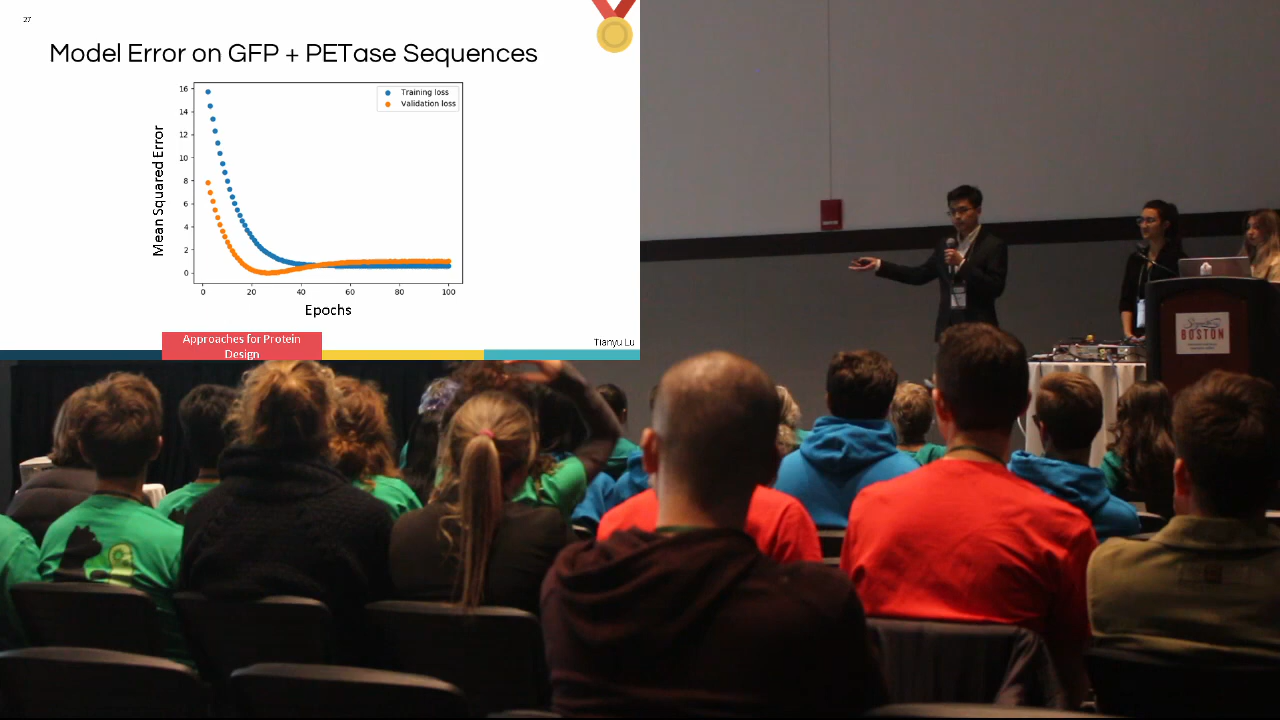 27
Model Error on GFP + PETase Sequences
Training loss
Validation loss
Mean Squared Error
16
14
12
10
8
6
4
2
0
0
20
40
60
80
100
Epochs
Approaches for Protein
Design
Tianyu Lu
BOSTON